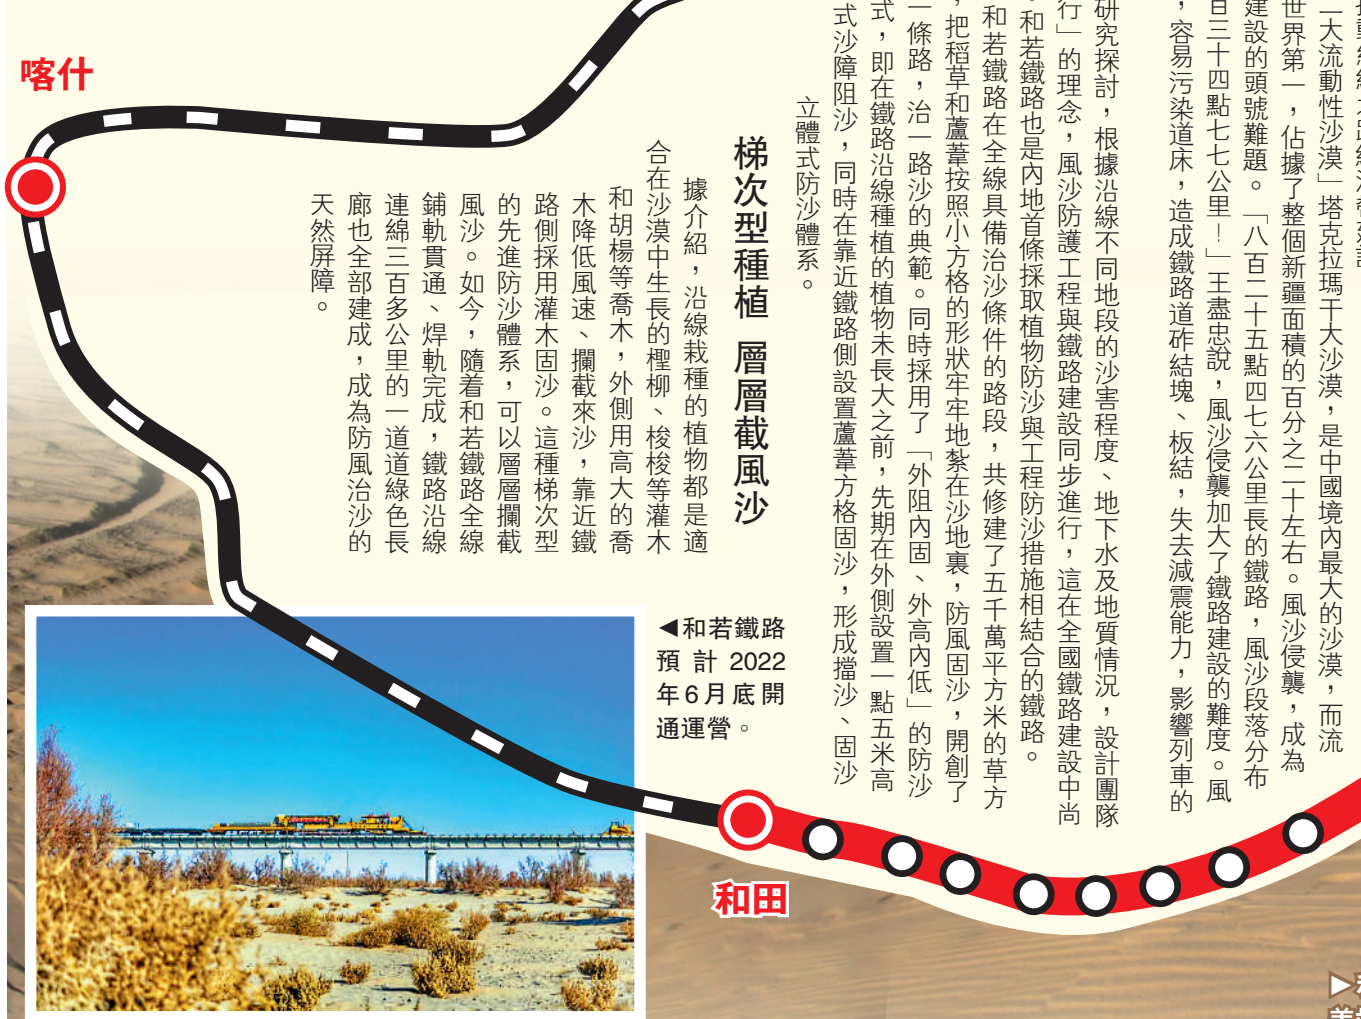 二大流動性沙漠」塔克拉瑪干大沙漠，是中國境內最大的沙漠，而流
世界第一，佔據了整個新疆面積的百分之二十左右。風沙侵襲，成為
建設的頭號難題。「八百二十五點四七六公里長的鐵路，風沙段落分布
百三十四點七七公里！」王盡忠說，風沙侵襲加大了鐵路建設的難度。風
，容易污染道床，造成鐵路道砟結塊、板結，失去減震能力，影響列車的
研究探討，根據沿線不同地段的沙害程度、地下水及地質情況，設計團隊
行」的理念，風沙防護工程與鐵路建設同步進行，這在全國鐵路建設中尚
。和若鐵路也是內地首條採取植物防沙與工程防沙措施相結合的鐵路。
和若鐵路在全線具備治沙條件的路段，共修建了五千萬平方米的草方
，把稻草和蘆葦按照小方格的形狀牢牢地紮在沙地裏，防風固沙，開創了
一條路，治一路沙的典範。同時採用了「外阻內固、外高內低」的防沙
式，即在鐵路沿線種植的植物未長大之前，先期在外側設置一點五米高
式沙障阻沙，同時在靠近鐵路側設置蘆葦方格固沙，形成擋沙、固沙
立體式防沙體系。
梯次型種植 層層截風沙
據介紹，沿線栽種的植物都是適
合在沙漠中生長的檉柳、梭梭等灌木
和胡楊等喬木，外側用高大的喬
木降低風速、攔截來沙，靠近鐵
路側採用灌木固沙。這種梯次型
的先進防沙體系，可以層層攔截
風沙。如今，隨着和若鐵路全線
鋪軌貫通、焊軌完成，鐵路沿線
連綿三百多公里的一道道綠色長
廊也全部建成，成為防風治沙的
天然屏障。
喀什
◀和若鐵路
預計2022
年6月底開
通運營。
和田